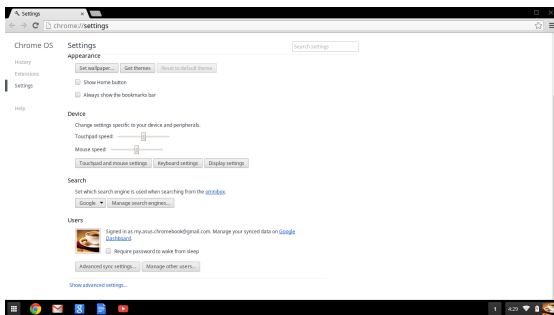 Settings
chrome://settings
Chrome OS
Settings
Search settings
History
Extensions
Settings
Help
Appearance
Set wallpaper... Get themes Reset to default theme
Show Home button
Always show the bookmarks bar
Device
Change settings specific to your device and peripherals.
Touchpad speed:
Mouse speed:
Touchpad and mouse settings Keyboard settings Display settings
Search
Set which search engine is used when searching from the omnibox.
Google Manage search engines...
Users
Signed in as my.asus.chromebook@gmail.com. Manage your synced data on Google
Dashboard.
Require password to wake from sleep
Advanced sync settings... Manage other users...
Show advanced settings...
8
1 4:29